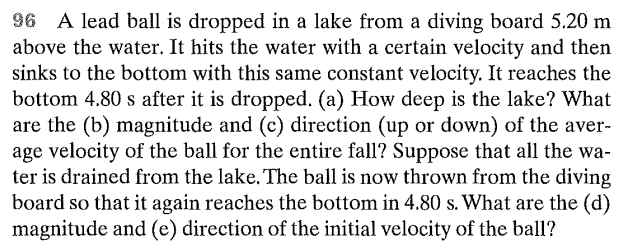 96 A lead ball is dropped in a lake from a diving board 5.20 m
above the water. It hits the water with a certain velocity and then
sinks to the bottom with this same constant velocity. It reaches the
bottom 4.80 s after it is dropped. (a) How deep is the lake? What
are the (b) magnitude and (c) direction (up or down) of the aver-
age velocity of the ball for the entire fall? Suppose that all the wa-
ter is drained from the lake. The ball is now thrown from the diving
board so that it again reaches the bottom in 4.80 s. What are the (d)
magnitude and (e) direction of the initial velocity of the ball?